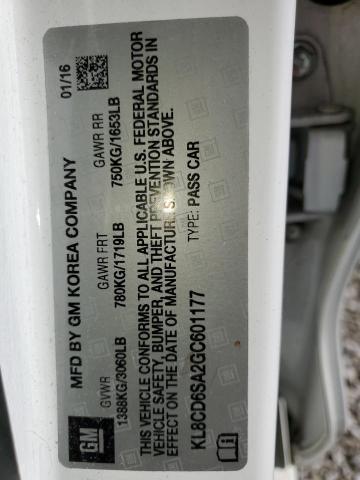 MFD BY GM KOREA COMPANY 01/16
GVWR GAWR FRT GAWR RR
1388KG/3060LB 780KG/1719LB 750KG/1653LB
THIS VEHICLE CONFORMS TO ALL APPLICABLE U.S. FEDERAL MOTOR
VEHICLE SAFETY, BUMPER, AND THEFT PREVENTION STANDARDS IN
EFFECT ON THE DATE OF MANUFACTURE SHOWN ABOVE.
KL8CD6SA2GC601177 TYPE: PASS CAR
GM